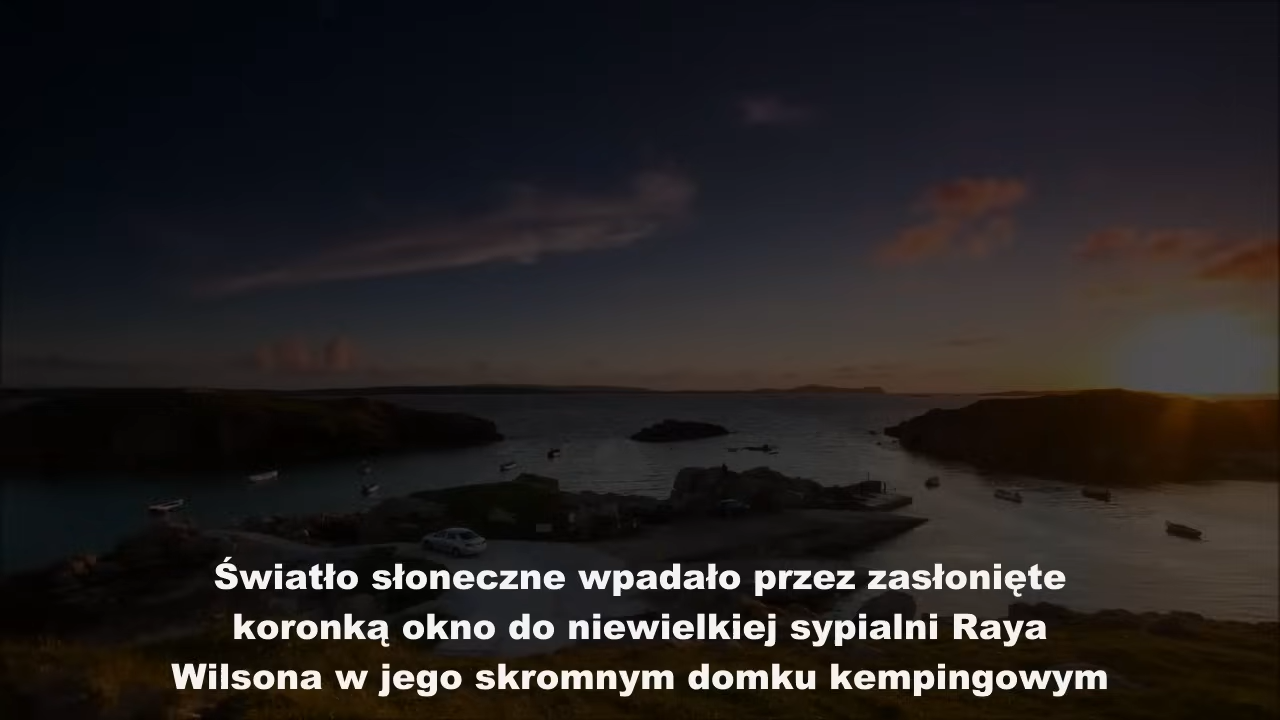 Światło słoneczne wpadało przez zasłonięte
koronką okno do niewielkiej sypialni Raya
Wilsona w jego skromnym domku kempingowym